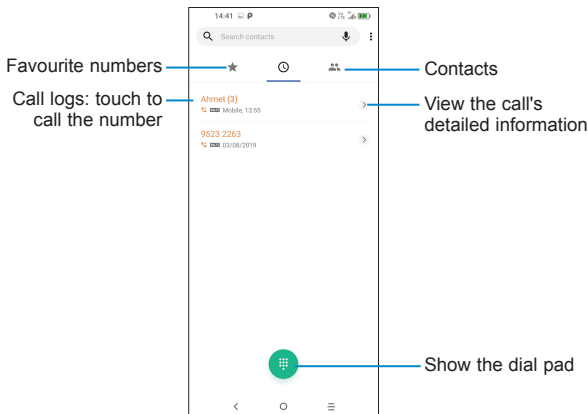 14:41 P
Search contacts
Favourite numbers
Contacts
Call logs: touch to
call the number
Ahmet (3)
Mobile, 13:55
View the call's
detailed information
9523 2263
03/08/2019
Show the dial pad